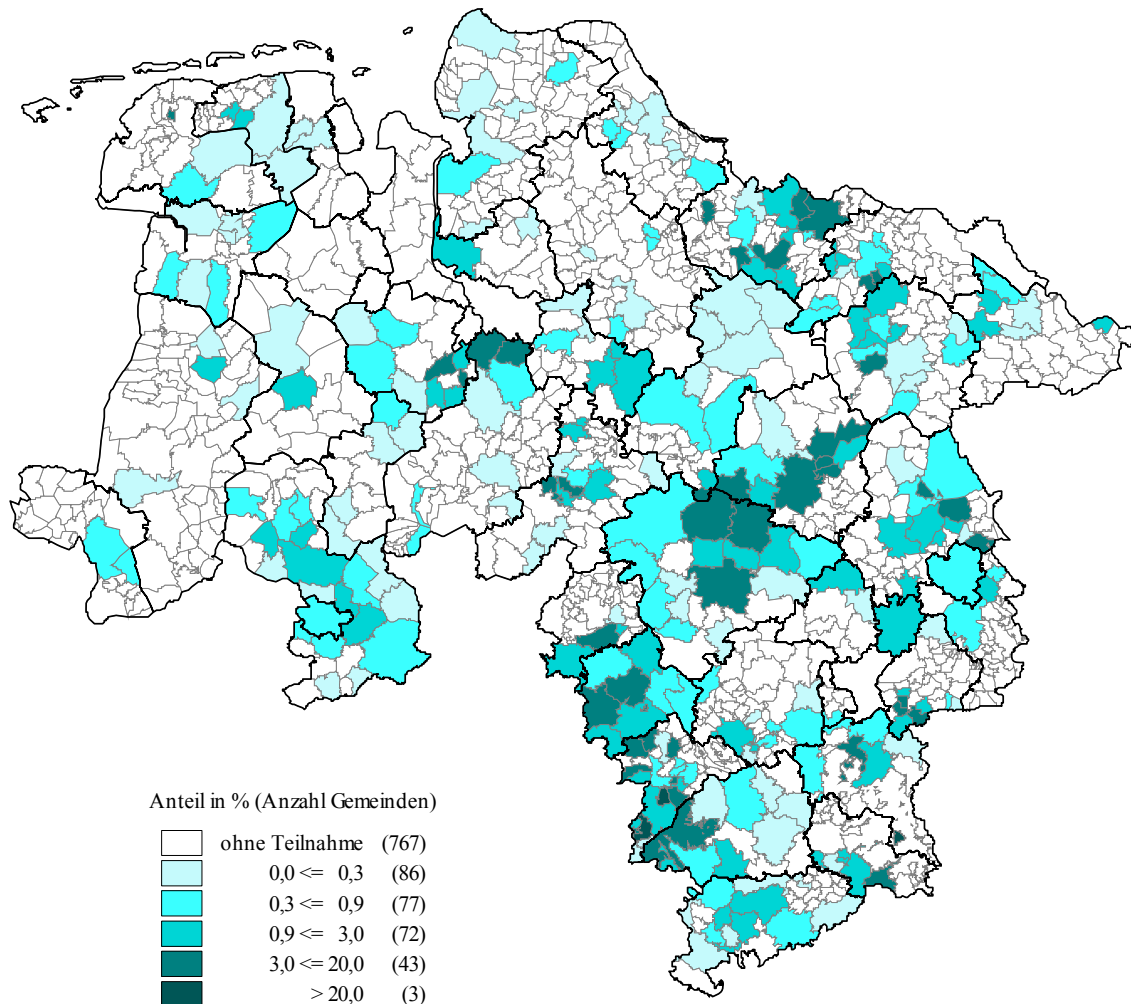 Anteil in % (Anzahl Gemeinden)
ohne Teilnahme (767)
0,0 <= 0,3 (86)
0,3 <= 0,9 (77)
0,9 <= 3,0 (72)
3,0 <= 20,0 (43)
> 20,0 (3)